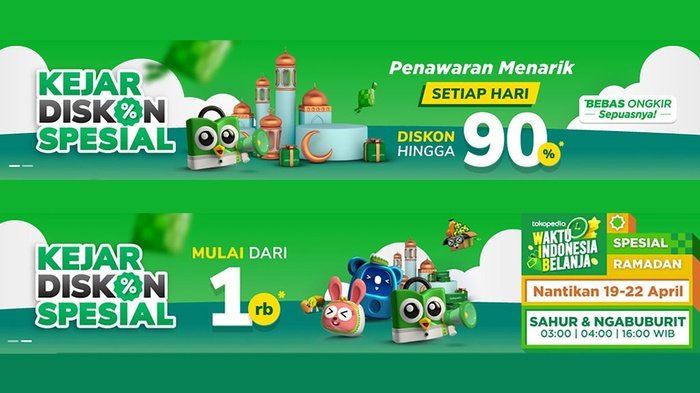 KEJAR
DISKON
SPESIAL
Penawaran Menarik
SETIAP HARI
DISKON
HINGGA
90%*
BEBAS ONGKIR
Sepuasnya!
KEJAR
DISKON
SPESIAL
MULAI DARI
1rb*
tokopedia
WAKTU
INDONESIA
BELANJA
SPESIAL
RAMADAN
Nantikan 19-22 April
SAHUR & NGABUBURIT
03:00 | 04:00 | 16:00 WIB